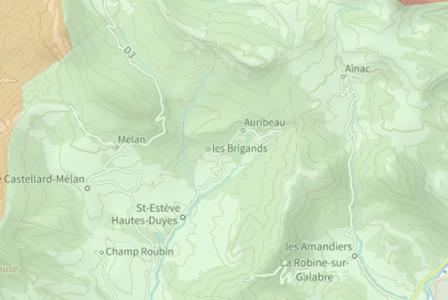 D3
Ainac
Auribeau
Mélan
les Brigands
Castellard-Mélan
St-Estève
Hautes-Duyes
Champ Roubin
les Amandiers
La Robine-sur-
Galabre